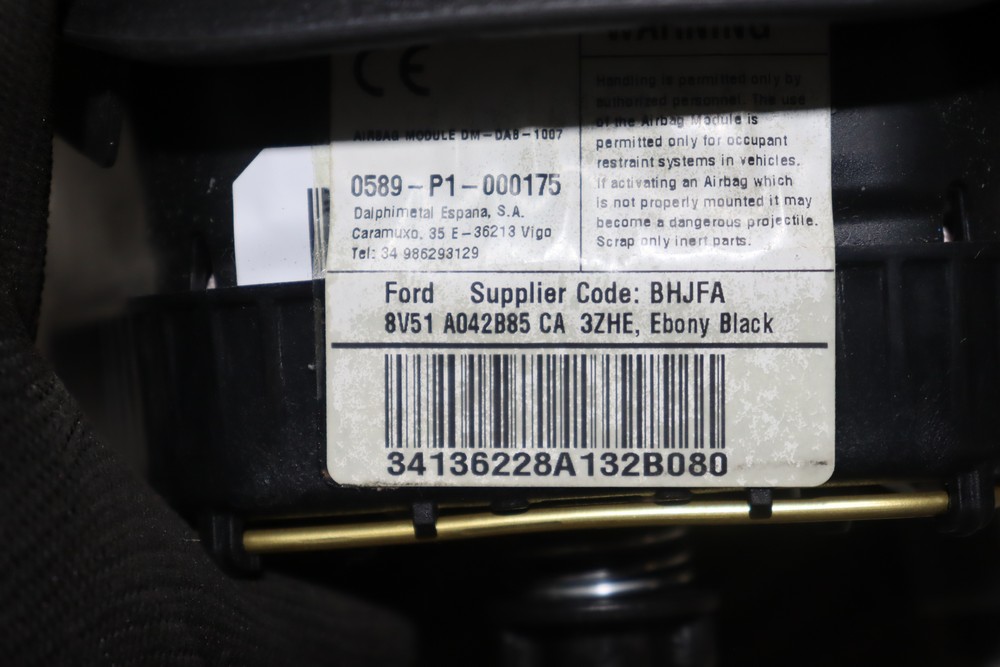 WARNING
CE
AIRBAG MODULE DM-DAB-1007
0589-P1-000175
Dalphimetal Espana, S.A.
Caramuxo, 35 E-36213 Vigo
Tel: 34 986293129
Handling is permitted only by
authorized personnel. The use
of the Airbag Module is
permitted only for occupant
restraint systems in vehicles.
If activating an Airbag which
is not properly mounted it may
become a dangerous projectile.
Scrap only inert parts.
Ford Supplier Code: BHJFA
8V51 A042B85 CA 3ZHE, Ebony Black
34136228A132B080